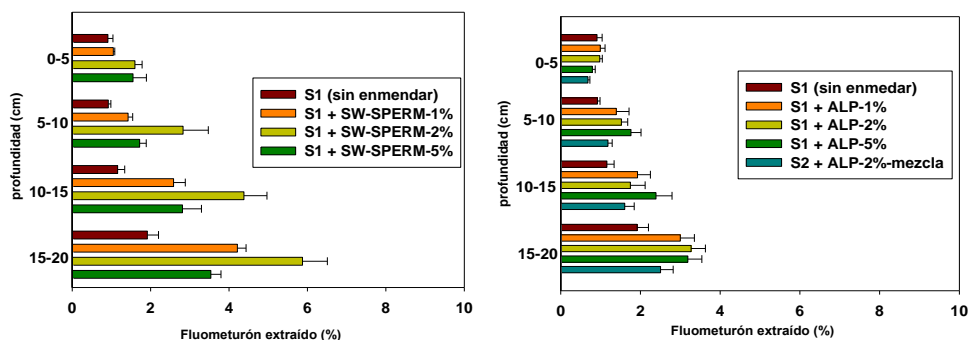 profundidad (cm)
0-5
5-10
10-15
15-20
S1 (sin enmendar)
S1 + SW-SPERM-1%
S1 + SW-SPERM-2%
S1 + SW-SPERM-5%
0 2 4 6 8 10
Fluometurón extraído (%)
profundidad (cm)
0-5
5-10
10-15
15-20
S1 (sin enmedar)
S1 + ALP-1%
S1 + ALP-2%
S1 + ALP-5%
S2 + ALP-2%-mezcla
0 2 4 6 8 10
Fluometurón extraído (%)